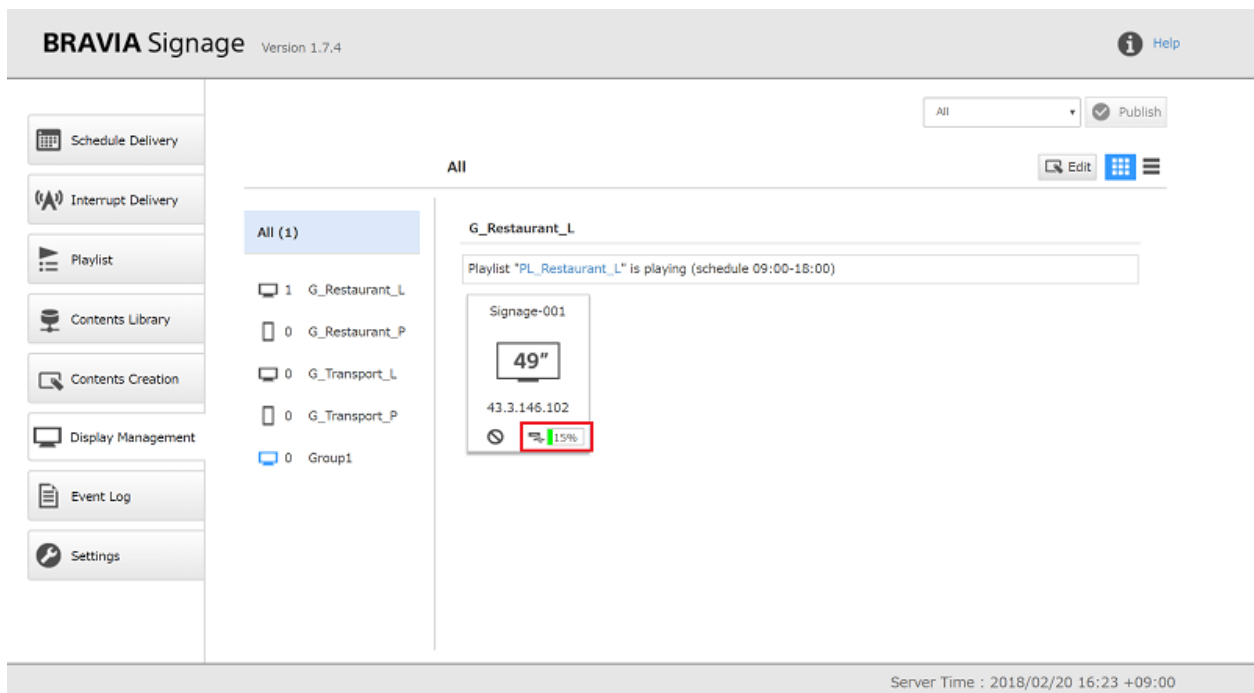 BRAVIA Signage Version 1.7.4
Help
All
Publish
Schedule Delivery
Interrupt Delivery
Playlist
Contents Library
Contents Creation
Display Management
Event Log
Settings
All
Edit
All (1)
1 G_Restaurant_L
0 G_Restaurant_P
0 G_Transport_L
0 G_Transport_P
0 Group1
G_Restaurant_L
Playlist "PL_Restaurant_L" is playing (schedule 09:00-18:00)
Signage-001
49"
43.3.146.102
15%
Server Time : 2018/02/20 16:23 +09:00